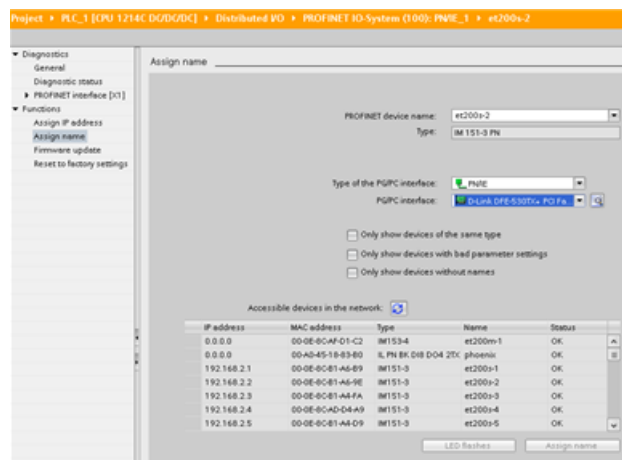 Project ▸ PLC_1 [CPU 1214C DC/DC/DC] ▸ Distributed I/O ▸ PROFINET IO-System (100): PN/IE_1 ▸ et200s-2
Diagnostics
General
Diagnostic status
PROFINET interface [X1]
Functions
Assign IP address
Assign name
Firmware update
Reset to factory settings
Assign name
PROFINET device name: et200s-2
Type: IM 151-3 PN
Type of the PG/PC interface: PN/IE
PG/PC interface: D-Link DFE-530TX+ PCI Fa...
Only show devices of the same type
Only show devices with bad parameter settings
Only show devices without names
Accessible devices in the network:
IP address MAC address Type Name Status
0.0.0.0 00-0E-8C-AF-D1-C2 IM153-4 et200m-1 OK
0.0.0.0 00-A0-45-18-83-B0 IL PN BK DI8 DO4 2TX phoenix OK
192.168.2.1 00-0E-8C-B1-A6-B9 IM151-3 et200s-1 OK
192.168.2.2 00-0E-8C-B1-A6-9E IM151-3 et200s-2 OK
192.168.2.3 00-0E-8C-B1-A4-FA IM151-3 et200s-3 OK
192.168.2.4 00-0E-8C-AD-D4-A9 IM151-3 et200s-4 OK
192.168.2.5 00-0E-8C-B1-A4-D9 IM151-3 et200s-5 OK
LED flashes Assign name